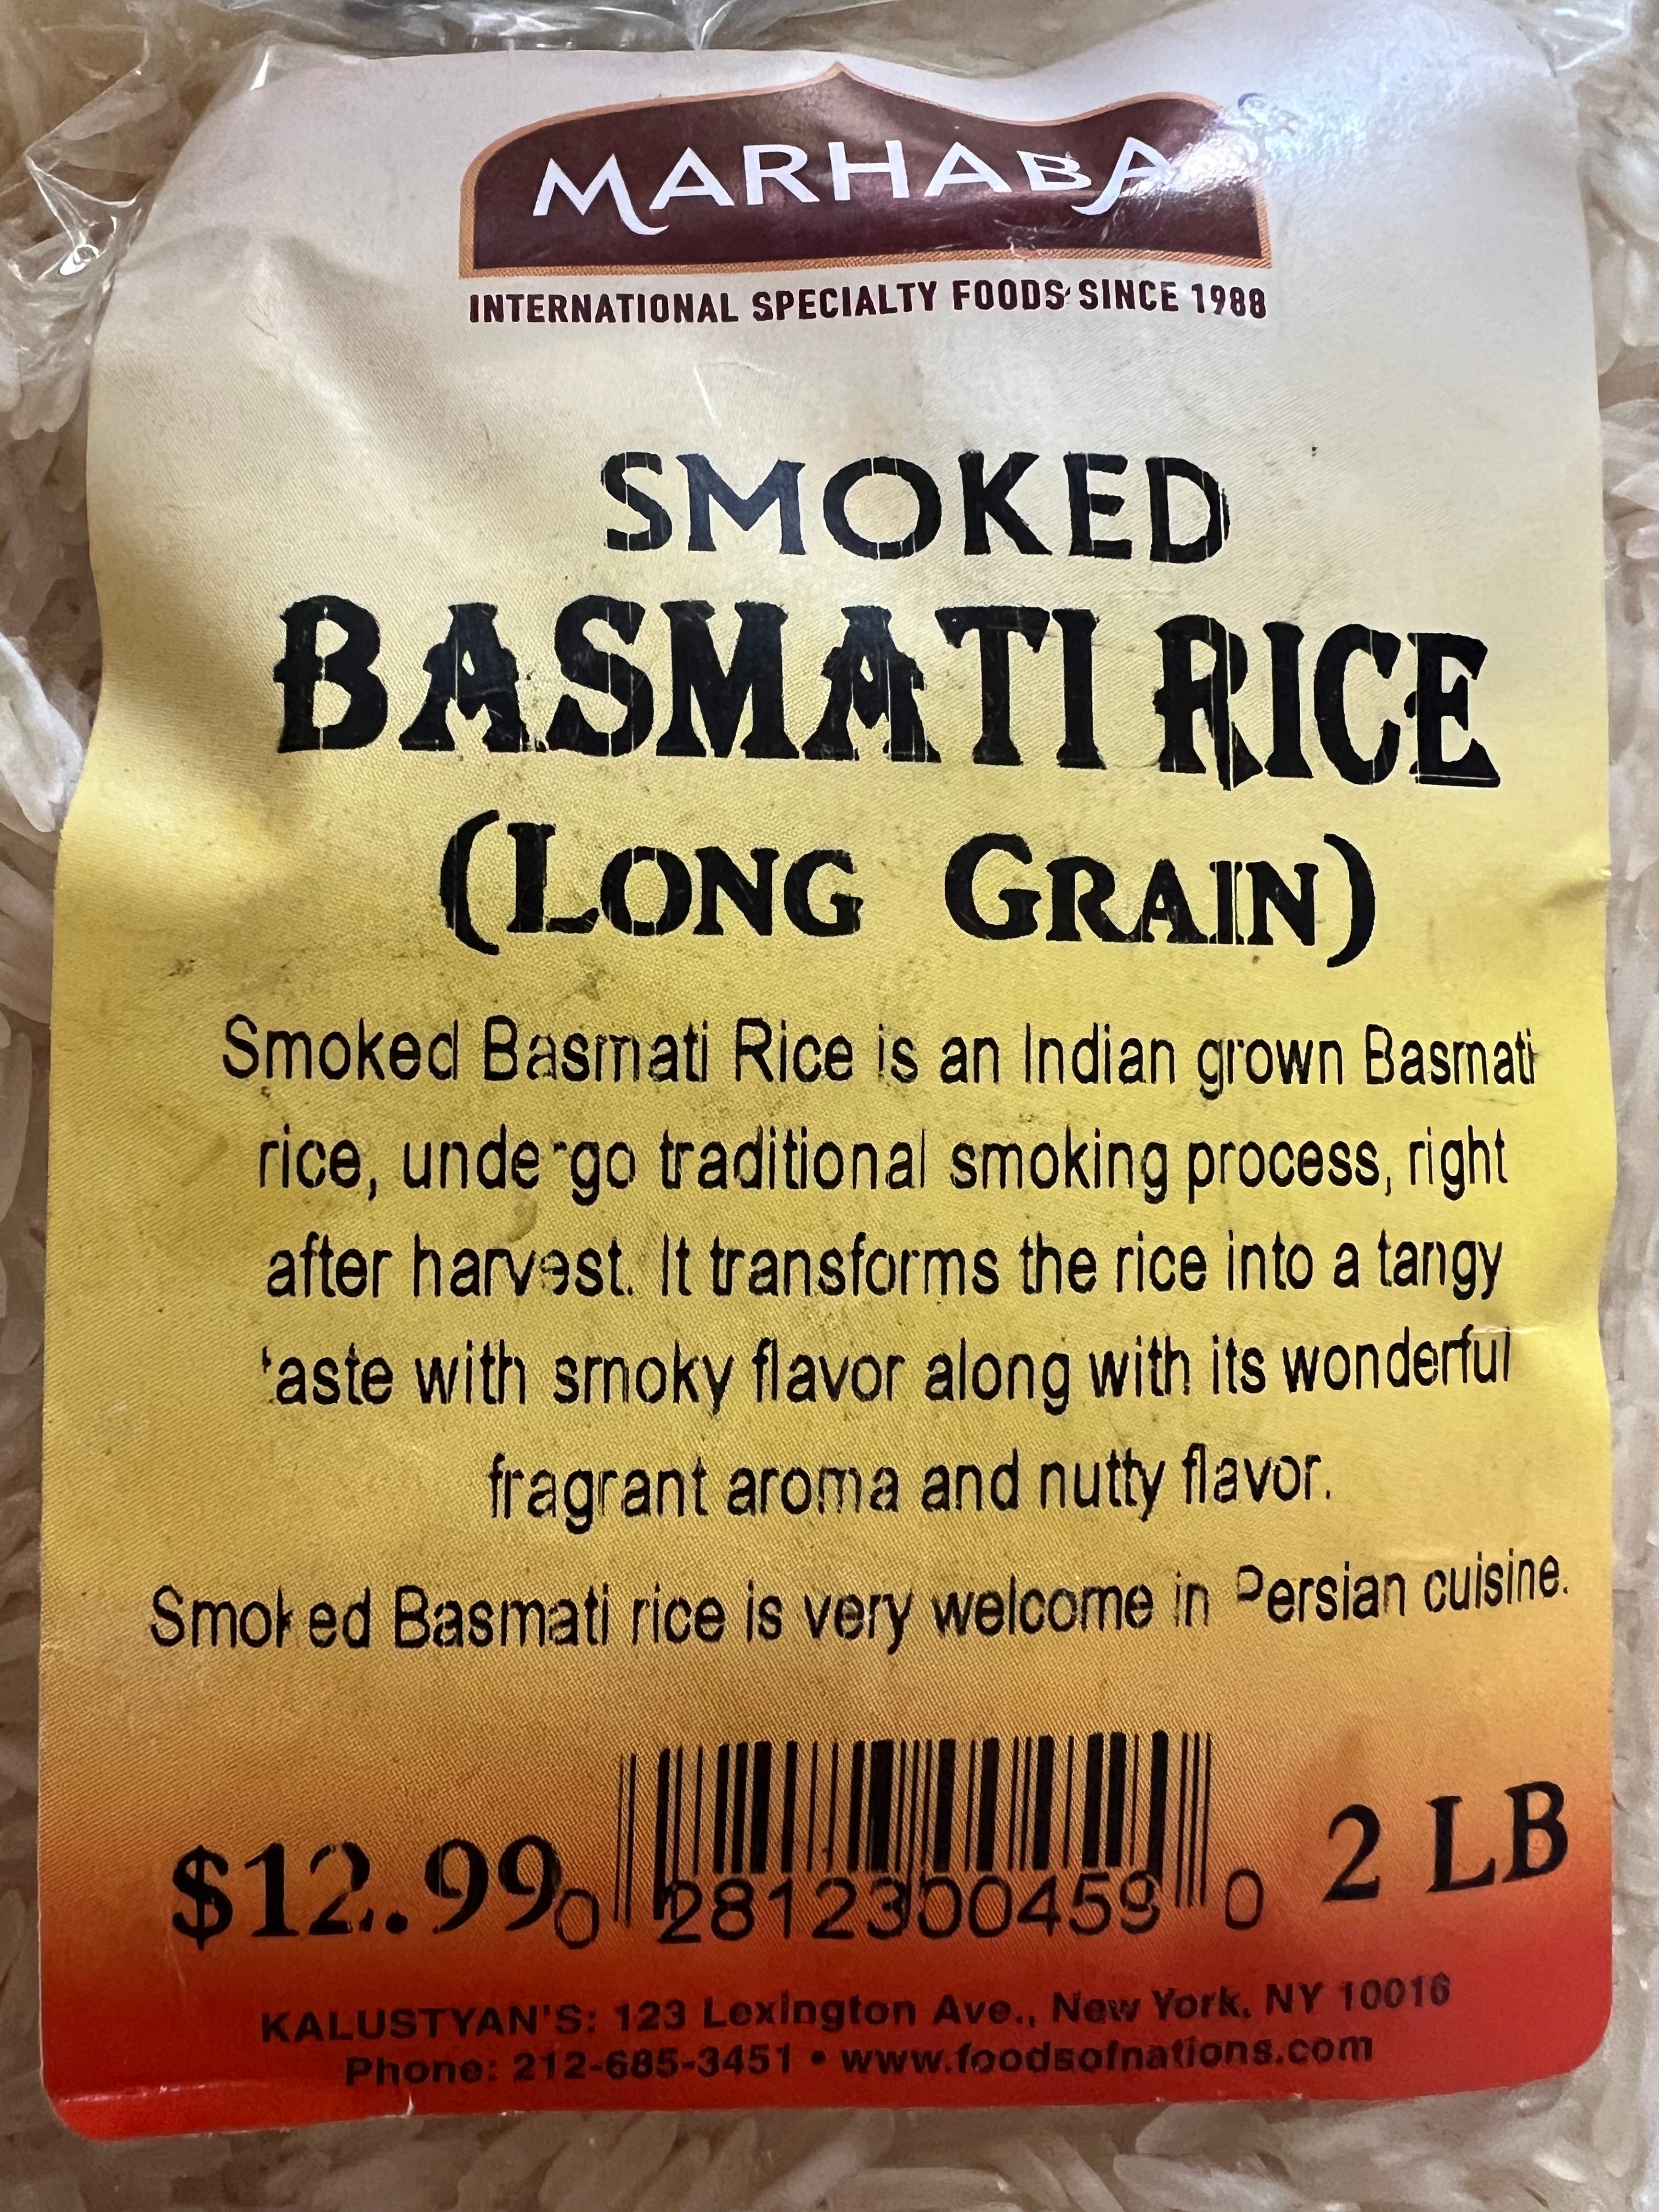 MARHABA
INTERNATIONAL SPECIALTY FOODS SINCE 1988
SMOKED
BASMATI RICE
(LONG GRAIN)
Smoked Basmati Rice is an Indian grown Basmati
rice, undergo traditional smoking process, right
after harvest. It transforms the rice into a tangy
taste with smoky flavor along with its wonderful
fragrant aroma and nutty flavor.
Smoked Basmati rice is very welcome in Persian cuisine.
$12.99 0 2812300459 0 2 LB
KALUSTYAN'S: 123 Lexington Ave., New York, NY 10016
Phone: 212-685-3451 • www.foodsofnations.com